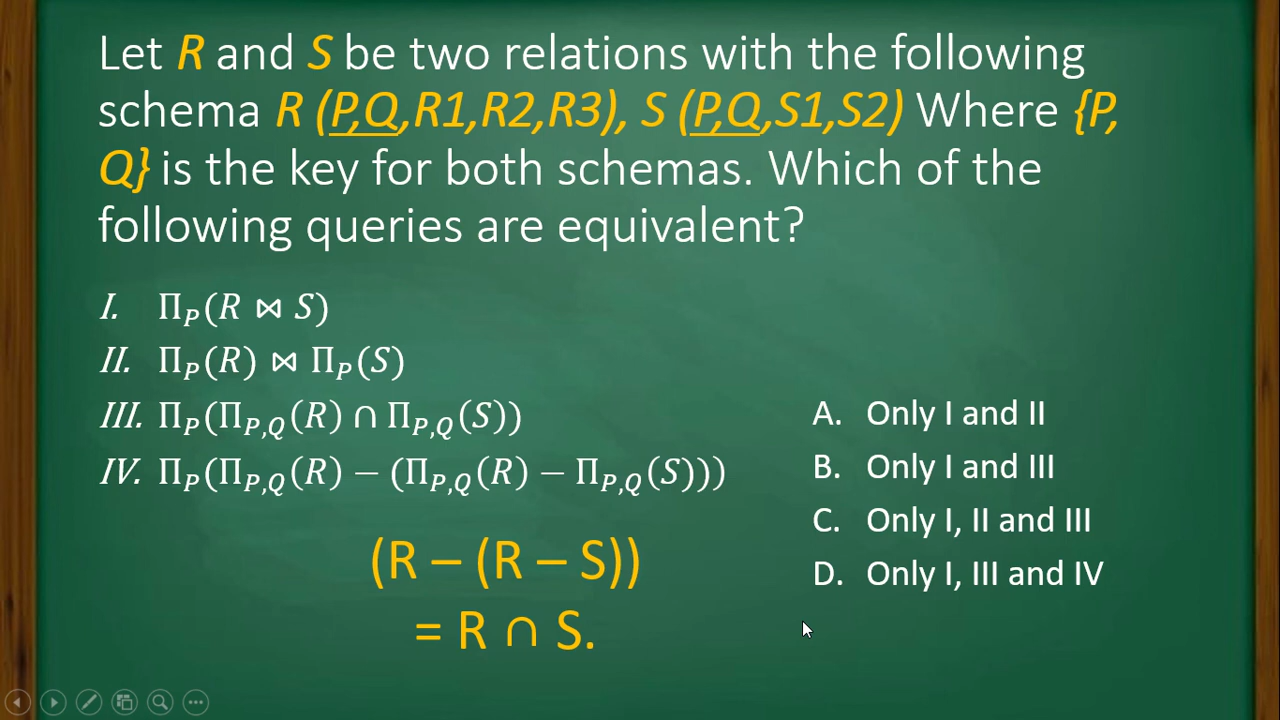 Let R and S be two relations with the following
schema R (P,Q,R1,R2,R3), S (P,Q,S1,S2) Where {P,
Q} is the key for both schemas. Which of the
following queries are equivalent?
I. Π_P(R ⋈ S)
II. Π_P(R) ⋈ Π_P(S)
III. Π_P(Π_{P,Q}(R) ∩ Π_{P,Q}(S))
IV. Π_P(Π_{P,Q}(R) − (Π_{P,Q}(R) − Π_{P,Q}(S)))
A. Only I and II
B. Only I and III
C. Only I, II and III
D. Only I, III and IV
(R – (R – S))
= R ∩ S.